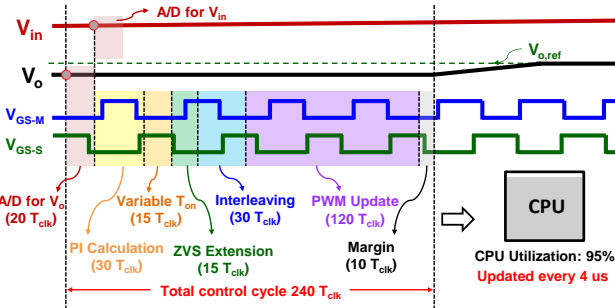 A/D for Vin
Vin
Vo,ref
Vo
VGS-M
VGS-S
A/D for Vo
(20 Tclk)
PI Calculation
(30 Tclk)
Variable Ton
(15 Tclk)
ZVS Extension
(15 Tclk)
Interleaving
(30 Tclk)
PWM Update
(120 Tclk)
Margin
(10 Tclk)
Total control cycle 240 Tclk
CPU
CPU Utilization: 95%
Updated every 4 us